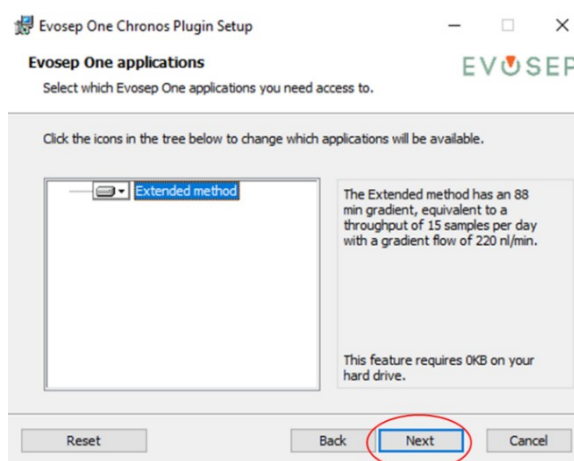 Evosep One Chronos Plugin Setup
Evosep One applications
Select which Evosep One applications you need access to.
EVOSEP
Click the icons in the tree below to change which applications will be available.
Extended method
The Extended method has an 88
min gradient, equivalent to a
throughput of 15 samples per day
with a gradient flow of 220 nl/min.
This feature requires 0KB on your
hard drive.
Reset
Back
Next
Cancel